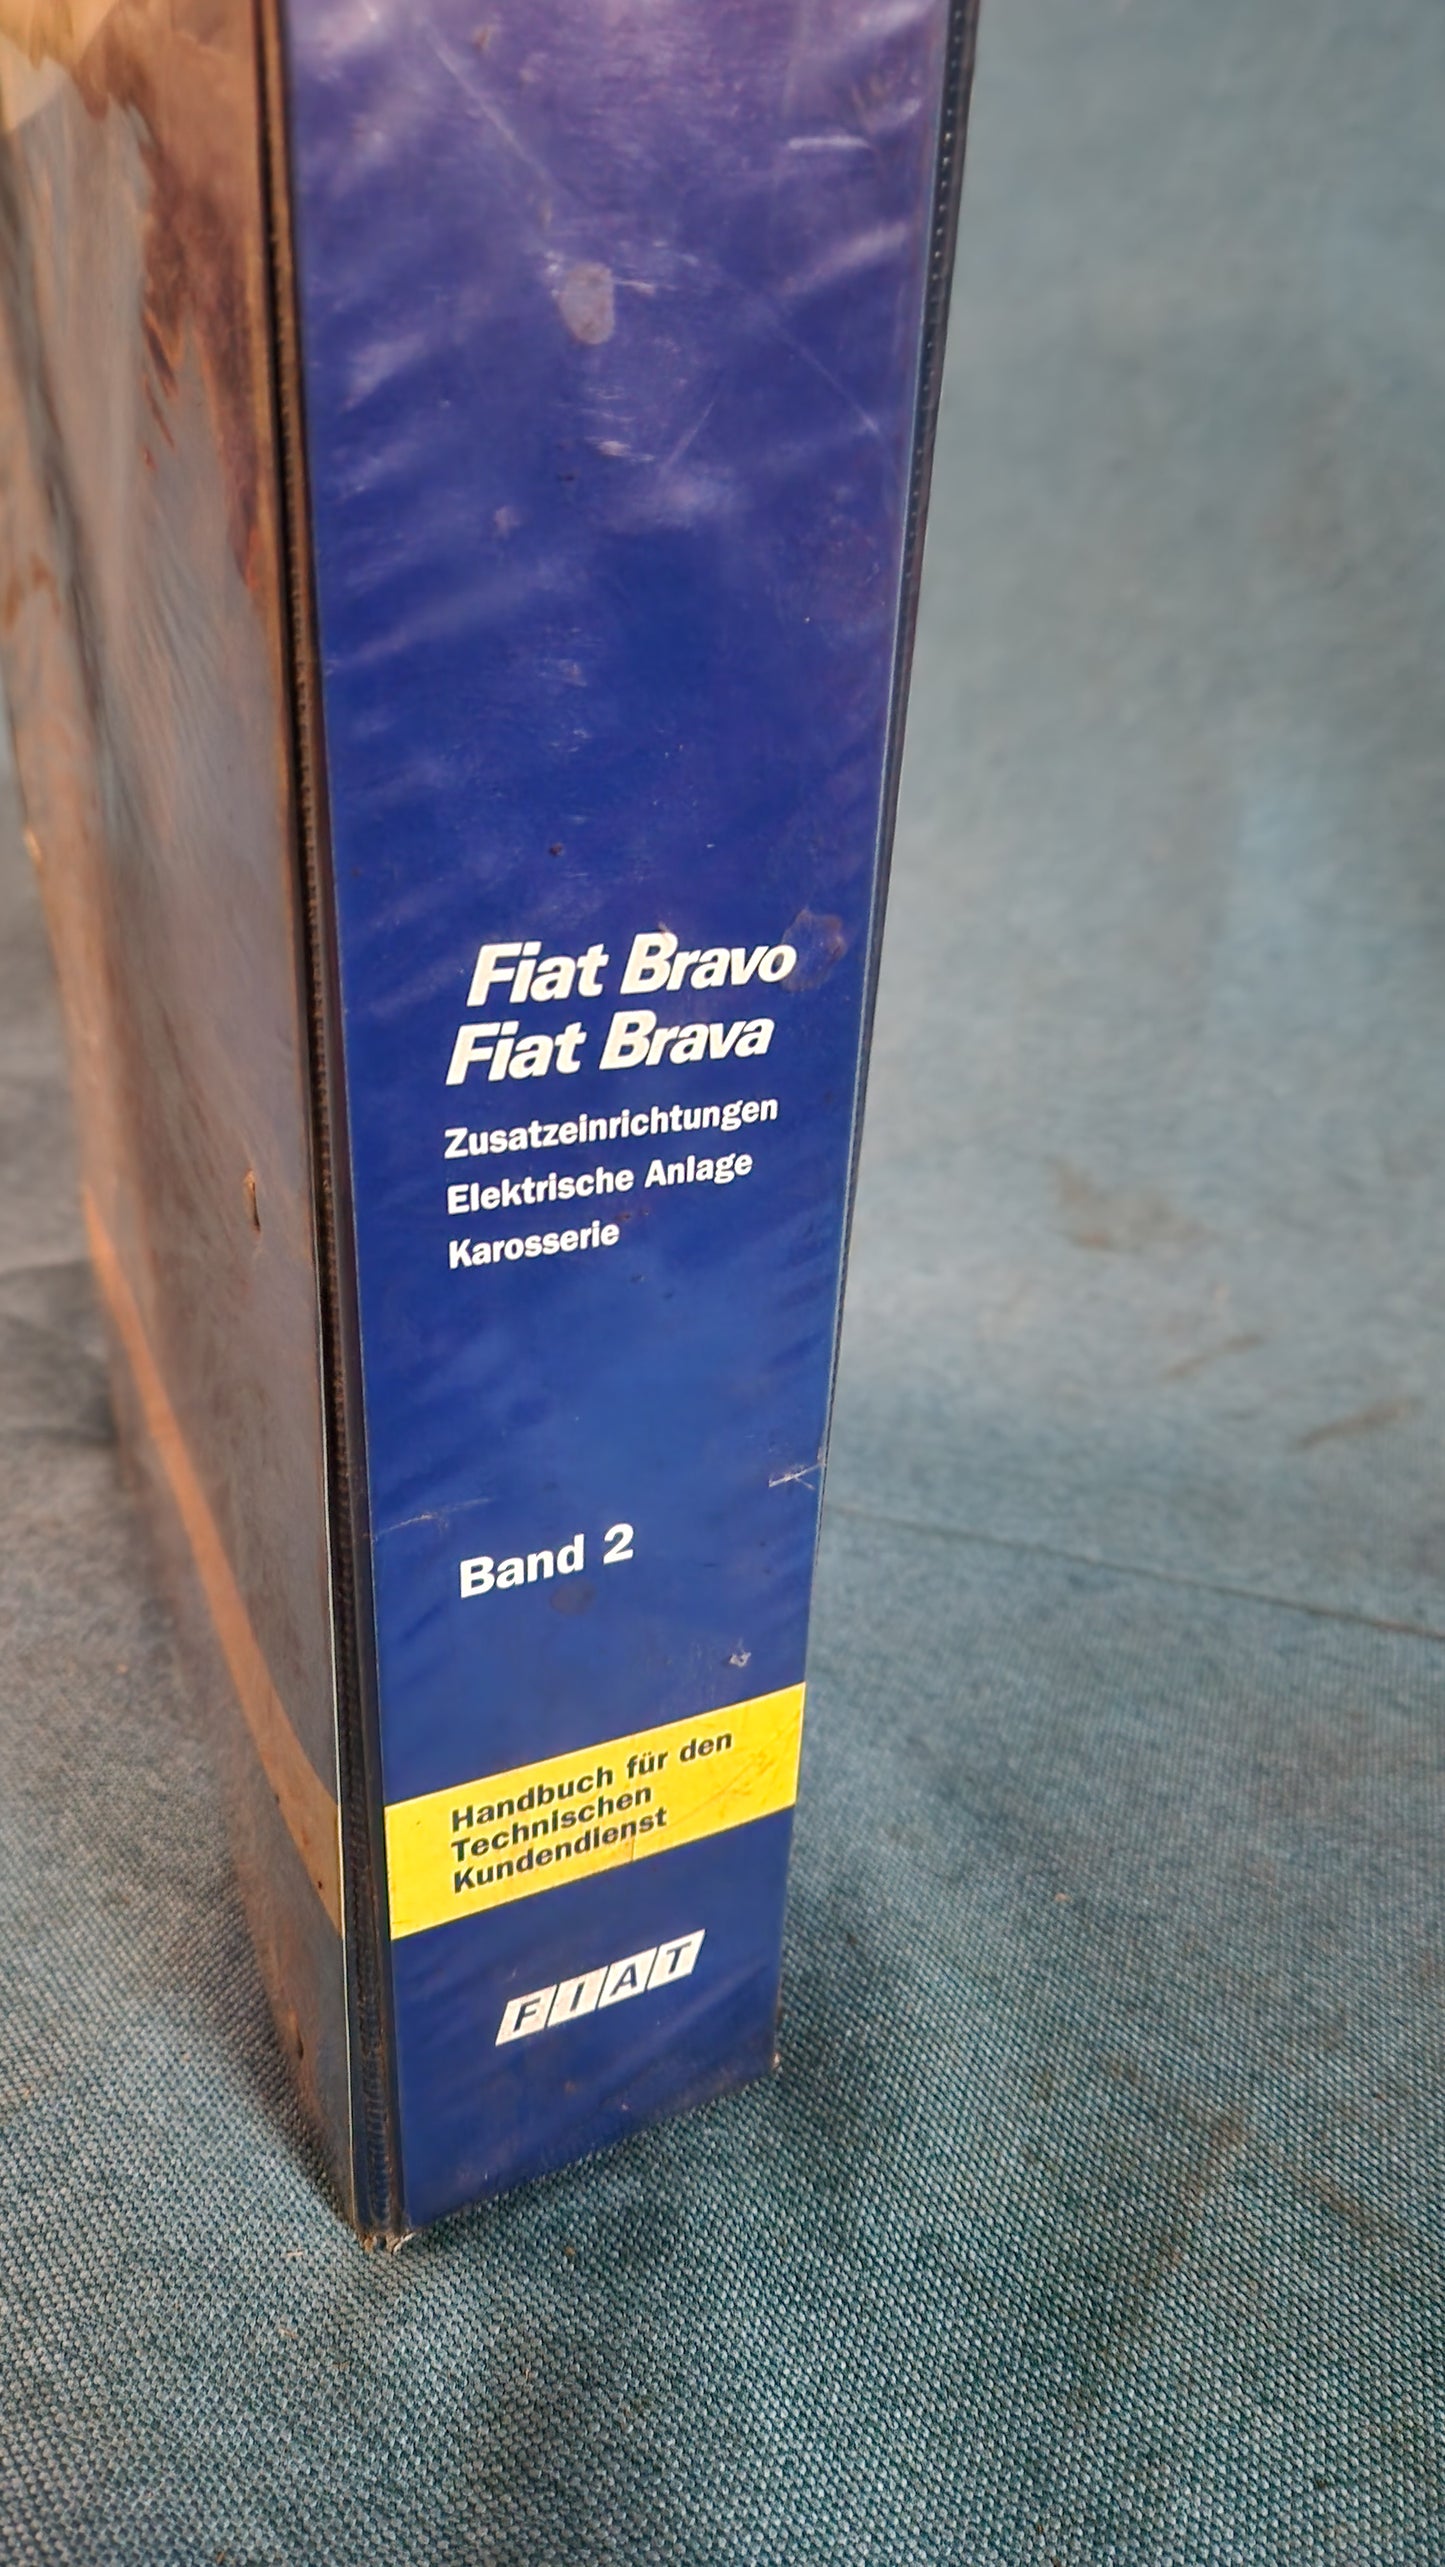 Fiat Bravo
Fiat Brava
Zusatzeinrichtungen
Elektrische Anlage
Karosserie
Band 2
Handbuch für den
Technischen
Kundendienst
FIAT